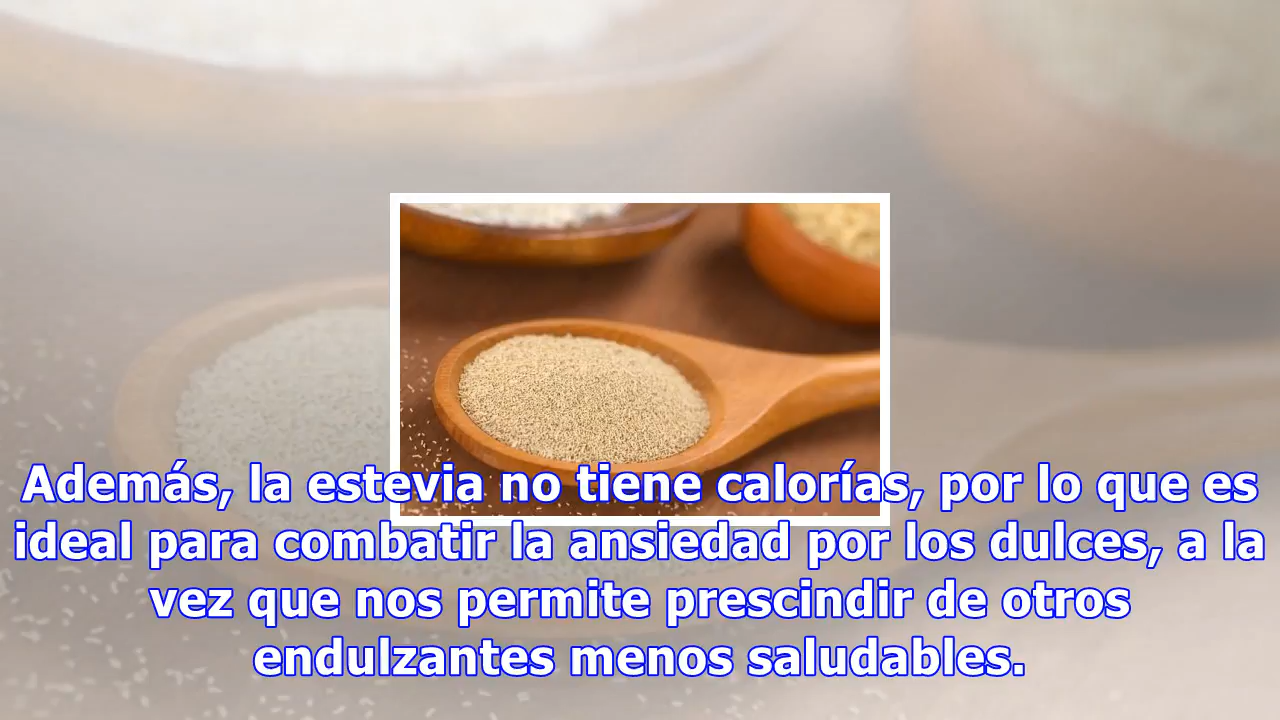 Además, la estevia no tiene calorías, por lo que es
ideal para combatir la ansiedad por los dulces, a la
vez que nos permite prescindir de otros
endulzantes menos saludables.